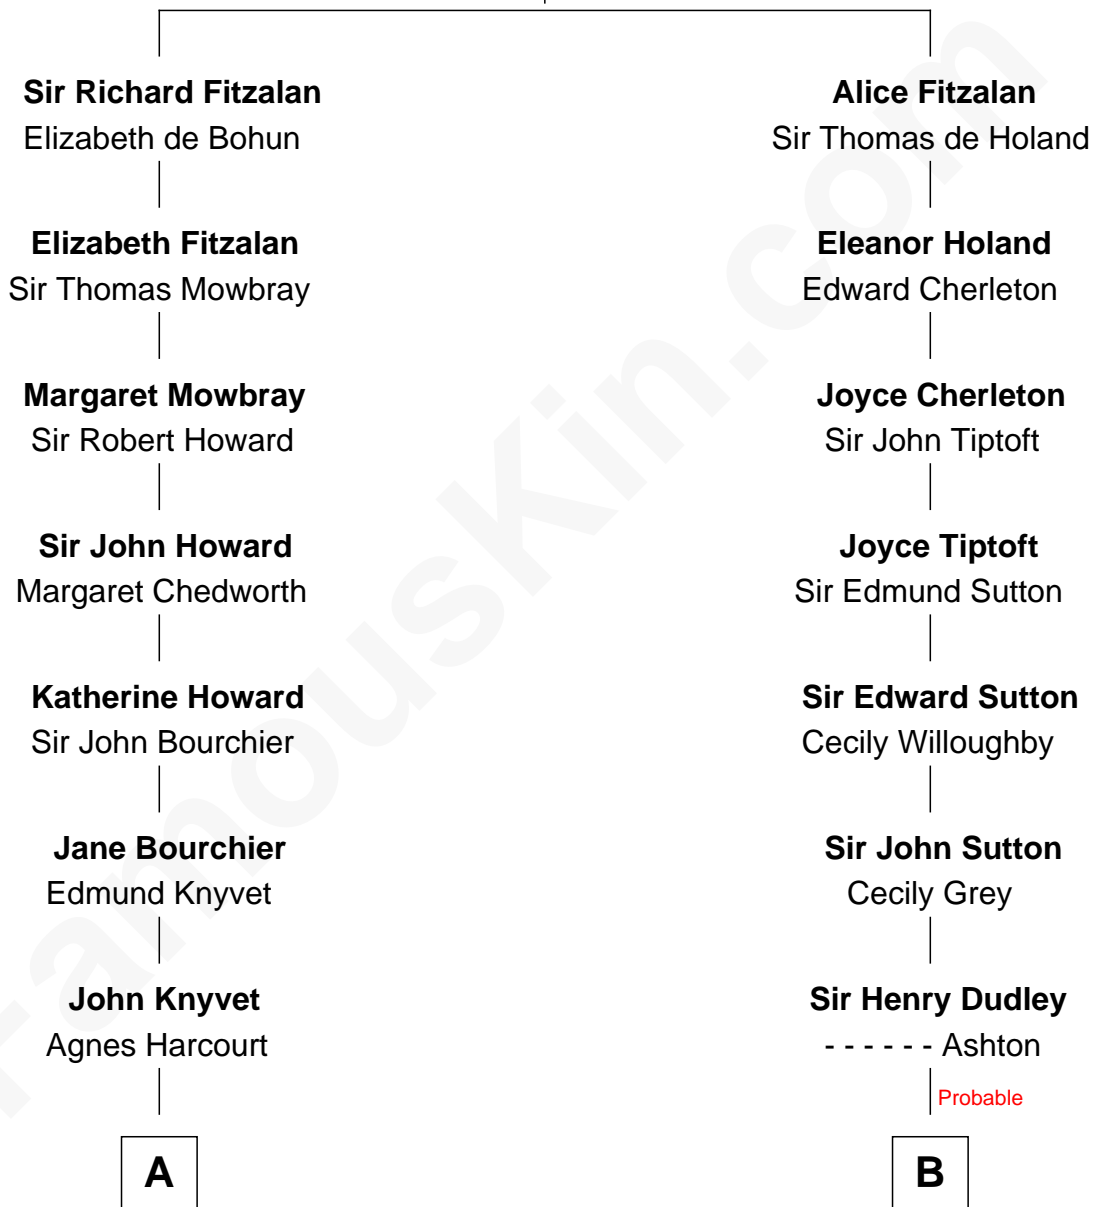 Sir Richard Fitzalan
Elizabeth de Bohun
Elizabeth Fitzalan
Sir Thomas Mowbray
Margaret Mowbray
Sir Robert Howard
Sir John Howard
Margaret Chedworth
Katherine Howard
Sir John Bourchier
Jane Bourchier
Edmund Knyvet
John Knyvet
Agnes Harcourt
A
Alice Fitzalan
Sir Thomas de Holand
Eleanor Holand
Edward Cherleton
Joyce Cherleton
Sir John Tiptoft
Joyce Tiptoft
Sir Edmund Sutton
Sir Edward Sutton
Cecily Willoughby
Sir John Sutton
Cecily Grey
Sir Henry Dudley
- - - - - - Ashton
Probable
B
FamousKin.com